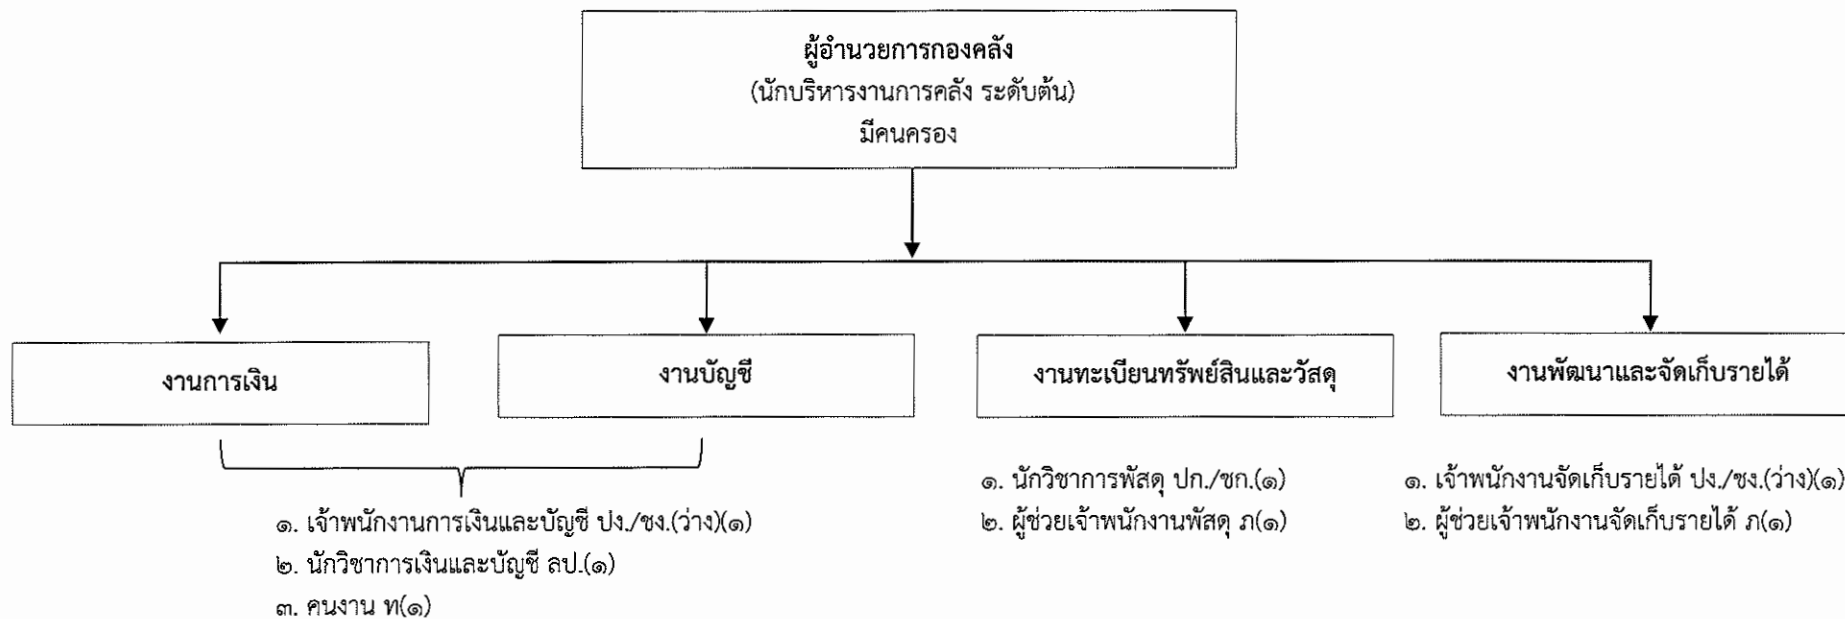 ผู้อำนวยการกองคลัง
(นักบริหารงานการคลัง ระดับต้น)
มีคนครอง
งานการเงิน
งานบัญชี
งานทะเบียนทรัพย์สินและวัสดุ
งานพัฒนาและจัดเก็บรายได้
๑. เจ้าพนักงานการเงินและบัญชี ปง./ชง.(ว่าง)(๑)
๒. นักวิชาการเงินและบัญชี ลป.(๑)
๓. คนงาน ท(๑)
๑. นักวิชาการพัสดุ ปก./ชก.(๑)
๒. ผู้ช่วยเจ้าพนักงานพัสดุ ภ(๑)
๑. เจ้าพนักงานจัดเก็บรายได้ ปง./ชง.(ว่าง)(๑)
๒. ผู้ช่วยเจ้าพนักงานจัดเก็บรายได้ ภ(๑)